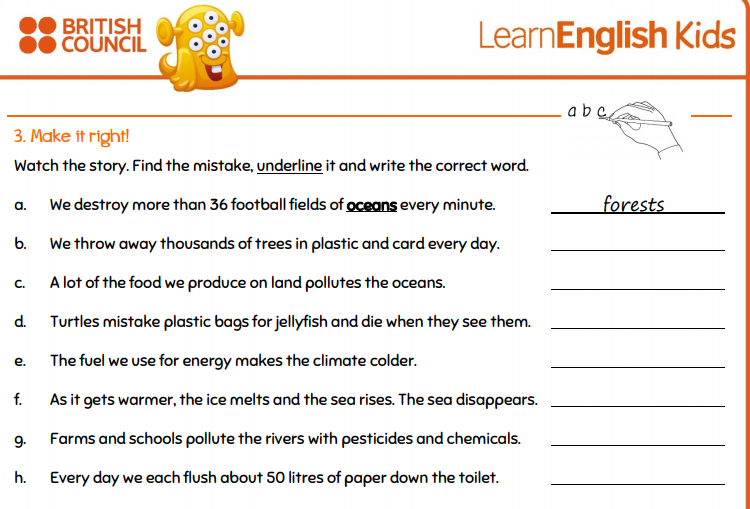 BRITISH
COUNCIL
LearnEnglish Kids
a b c
3. Make it right!
Watch the story. Find the mistake, underline it and write the correct word.
a. We destroy more than 36 football fields of oceans every minute. forests
b. We throw away thousands of trees in plastic and card every day.
c. A lot of the food we produce on land pollutes the oceans.
d. Turtles mistake plastic bags for jellyfish and die when they see them.
e. The fuel we use for energy makes the climate colder.
f. As it gets warmer, the ice melts and the sea rises. The sea disappears.
g. Farms and schools pollute the rivers with pesticides and chemicals.
h. Every day we each flush about 50 litres of paper down the toilet.